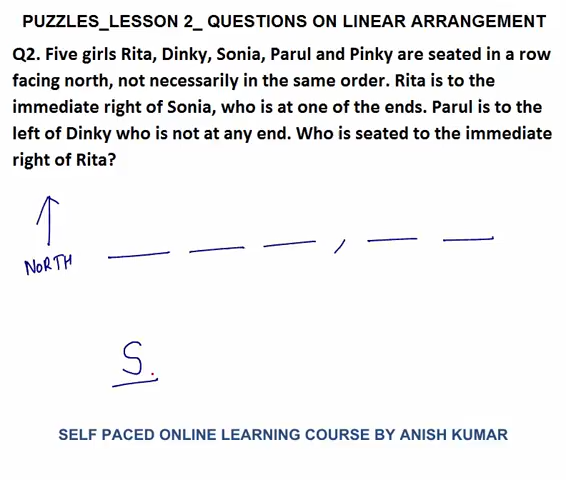 PUZZLES_LESSON 2_ QUESTIONS ON LINEAR ARRANGEMENT
Q2. Five girls Rita, Dinky, Sonia, Parul and Pinky are seated in a row
facing north, not necessarily in the same order. Rita is to the
immediate right of Sonia, who is at one of the ends. Parul is to the
left of Dinky who is not at any end. Who is seated to the immediate
right of Rita?
NORTH
S
SELF PACED ONLINE LEARNING COURSE BY ANISH KUMAR